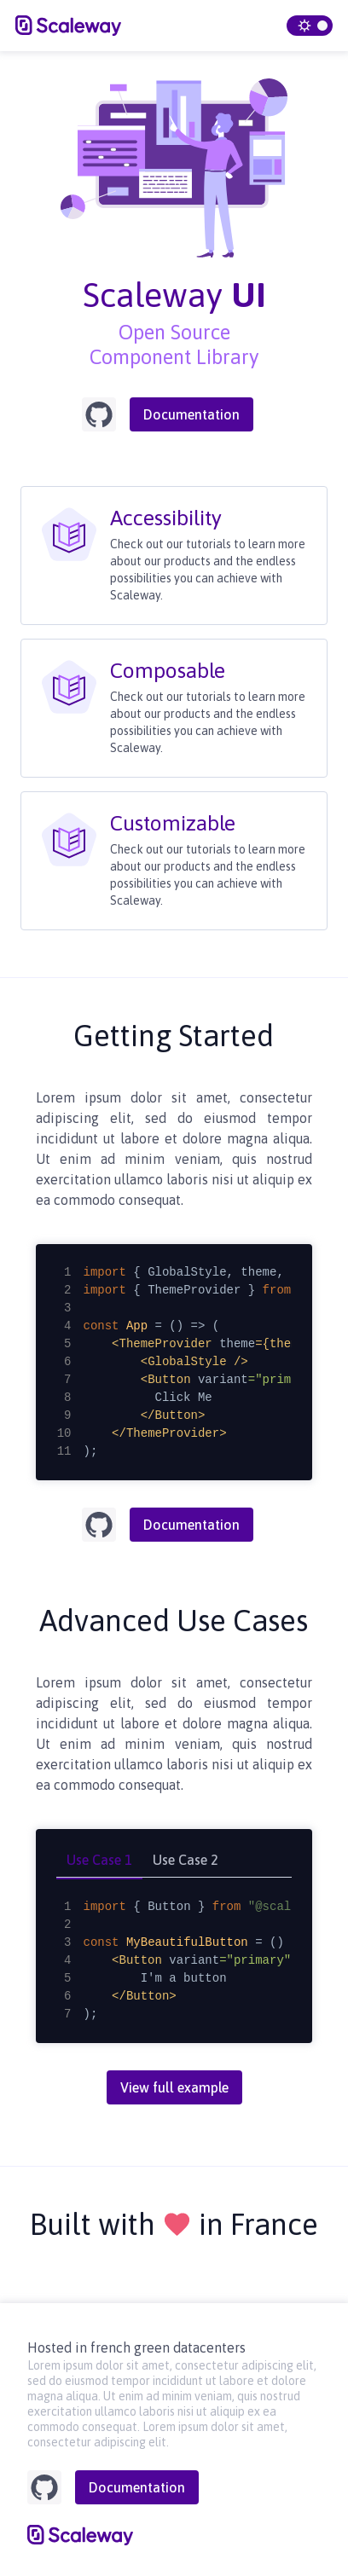 Scaleway
Scaleway UI
Open Source
Component Library
Documentation
Accessibility
Check out our tutorials to learn more
about our products and the endless
possibilities you can achieve with
Scaleway.
Composable
Check out our tutorials to learn more
about our products and the endless
possibilities you can achieve with
Scaleway.
Customizable
Check out our tutorials to learn more
about our products and the endless
possibilities you can achieve with
Scaleway.
Getting Started
Lorem ipsum dolor sit amet, consectetur
adipiscing elit, sed do eiusmod tempor
incididunt ut labore et dolore magna aliqua.
Ut enim ad minim veniam, quis nostrud
exercitation ullamco laboris nisi ut aliquip ex
ea commodo consequat.
1 import { GlobalStyle, theme,
2 import { ThemeProvider } from
3
4 const App = () => (
5 <ThemeProvider theme={the
6 <GlobalStyle />
7 <Button variant="prim
8 Click Me
9 </Button>
10 </ThemeProvider>
11 );
Documentation
Advanced Use Cases
Lorem ipsum dolor sit amet, consectetur
adipiscing elit, sed do eiusmod tempor
incididunt ut labore et dolore magna aliqua.
Ut enim ad minim veniam, quis nostrud
exercitation ullamco laboris nisi ut aliquip ex
ea commodo consequat.
Use Case 1 Use Case 2
1 import { Button } from "@scal
2
3 const MyBeautifulButton = ()
4 <Button variant="primary"
5 I'm a button
6 </Button>
7 );
View full example
Built with in France
Hosted in french green datacenters
Lorem ipsum dolor sit amet, consectetur adipiscing elit,
sed do eiusmod tempor incididunt ut labore et dolore
magna aliqua. Ut enim ad minim veniam, quis nostrud
exercitation ullamco laboris nisi ut aliquip ex ea
commodo consequat. Lorem ipsum dolor sit amet,
consectetur adipiscing elit.
Documentation
Scaleway